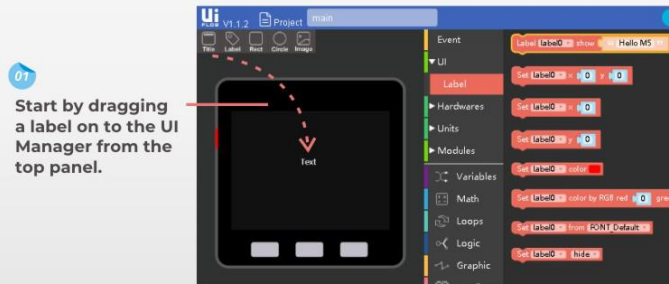 Ui FLOW V1.1.2 Project main
Title Label Rect Circle Image
01
Start by dragging
a label on to the UI
Manager from the
top panel.
Text
Event
UI
Label
Hardwares
Units
Modules
Variables
Math
Loops
Logic
Graphic
Label label0 show Hello M5
Set label0 x 0 y 0
Set label0 x 0
Set label0 y 0
Set label0 color
Set label0 color by RGB red 0
Set label0 from FONT_Default
Set label0 hide